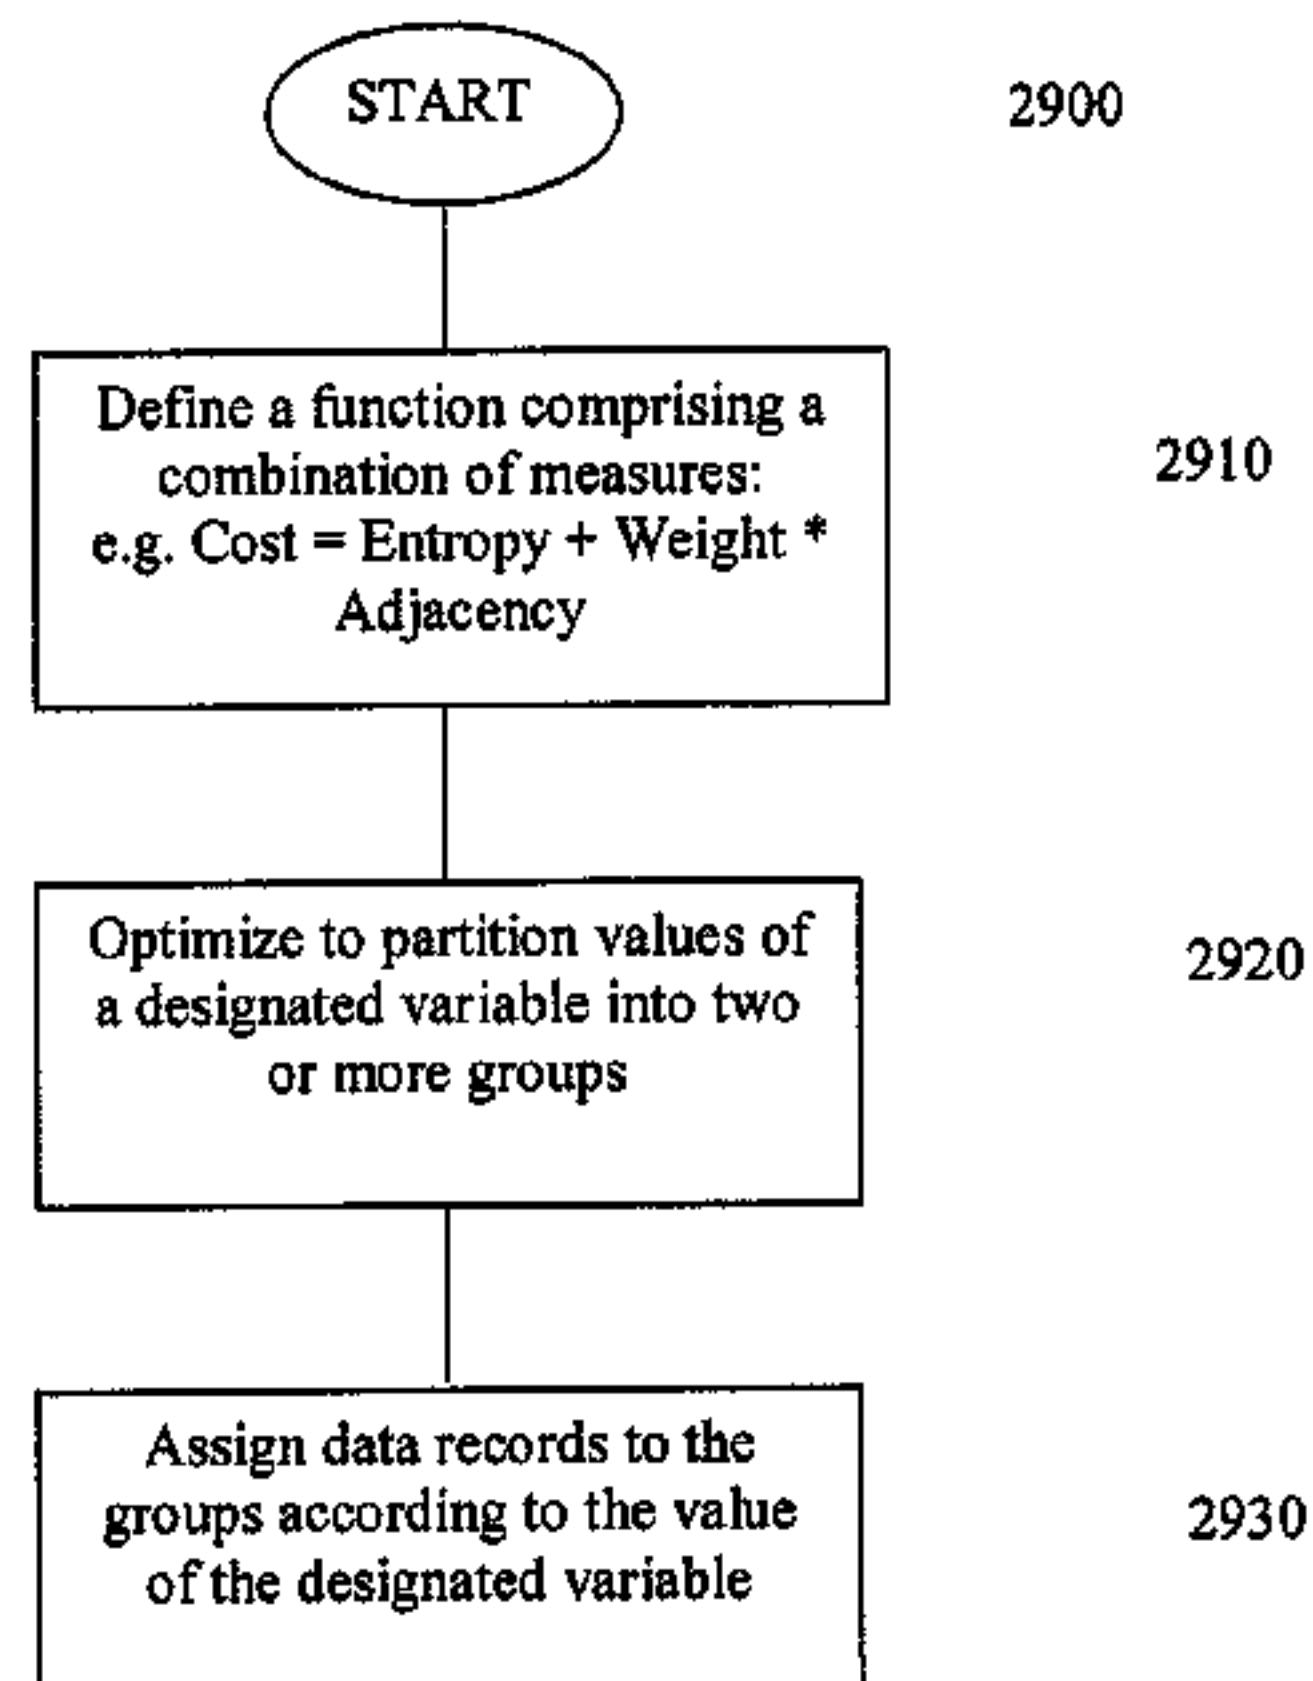 START
2900
Define a function comprising a
combination of measures:
e.g. Cost = Entropy + Weight *
Adjacency
2910
Optimize to partition values of
a designated variable into two
or more groups
2920
Assign data records to the
groups according to the value
of the designated variable
2930